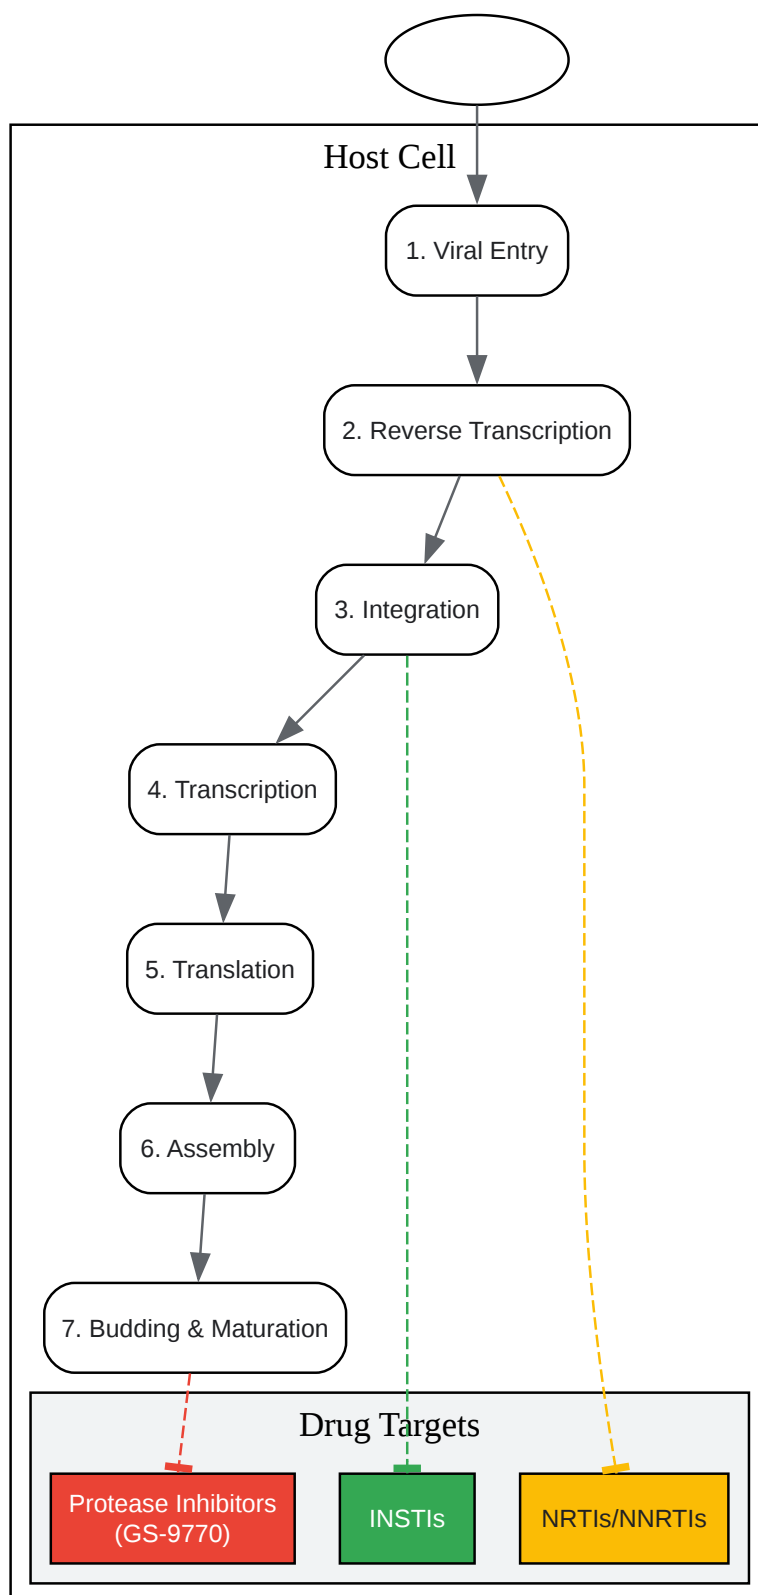 Host Cell
1. Viral Entry
2. Reverse Transcription
3. Integration
4. Transcription
5. Translation
6. Assembly
7. Budding & Maturation
Drug Targets
Protease Inhibitors
(GS-9770)
INSTIs
NRTIs/NNRTIs